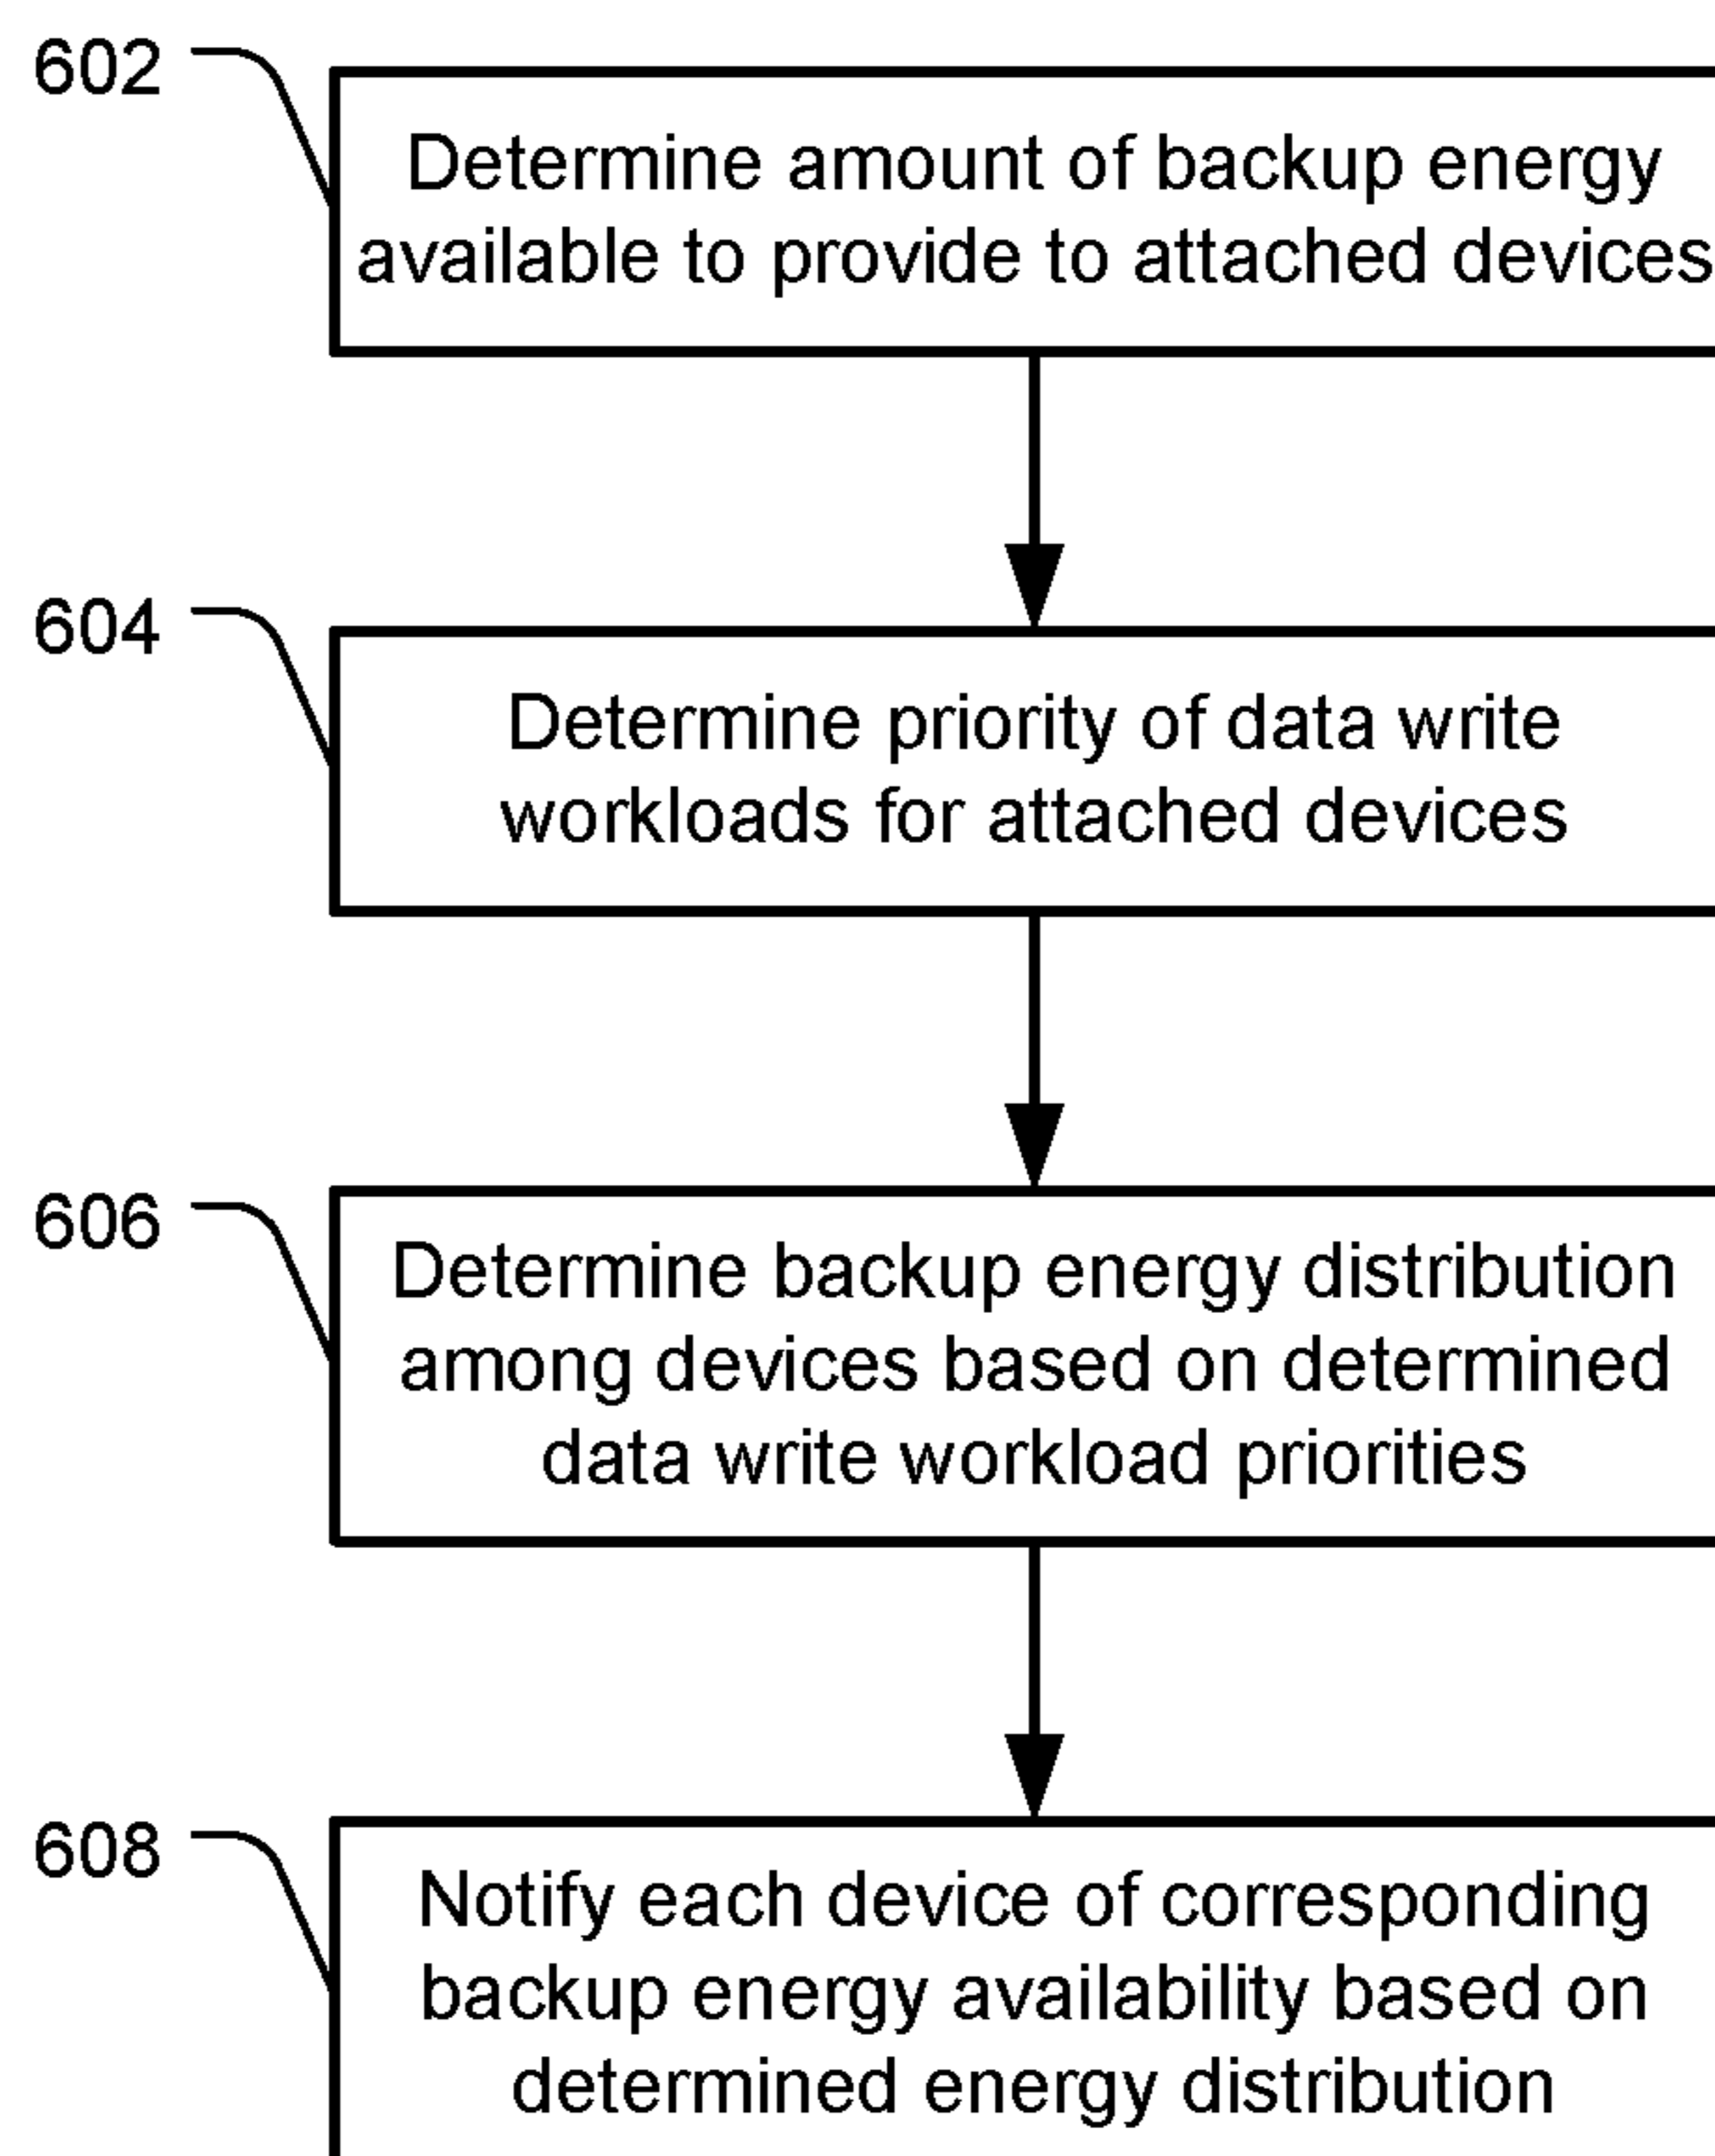 602
Determine amount of backup energy
available to provide to attached devices
604
Determine priority of data write
workloads for attached devices
606
Determine backup energy distribution
among devices based on determined
data write workload priorities
608
Notify each device of corresponding
backup energy availability based on
determined energy distribution